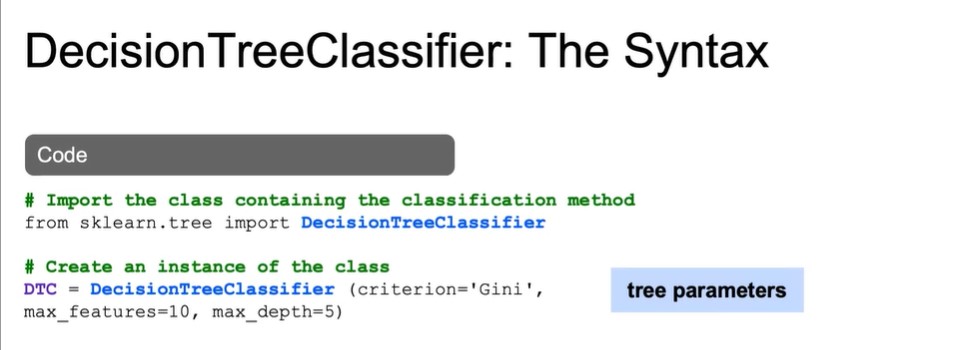 DecisionTreeClassifier: The Syntax
Code
# Import the class containing the classification method
from sklearn.tree import DecisionTreeClassifier
# Create an instance of the class
DTC = DecisionTreeClassifier (criterion='Gini',
max_features=10, max_depth=5)
tree parameters